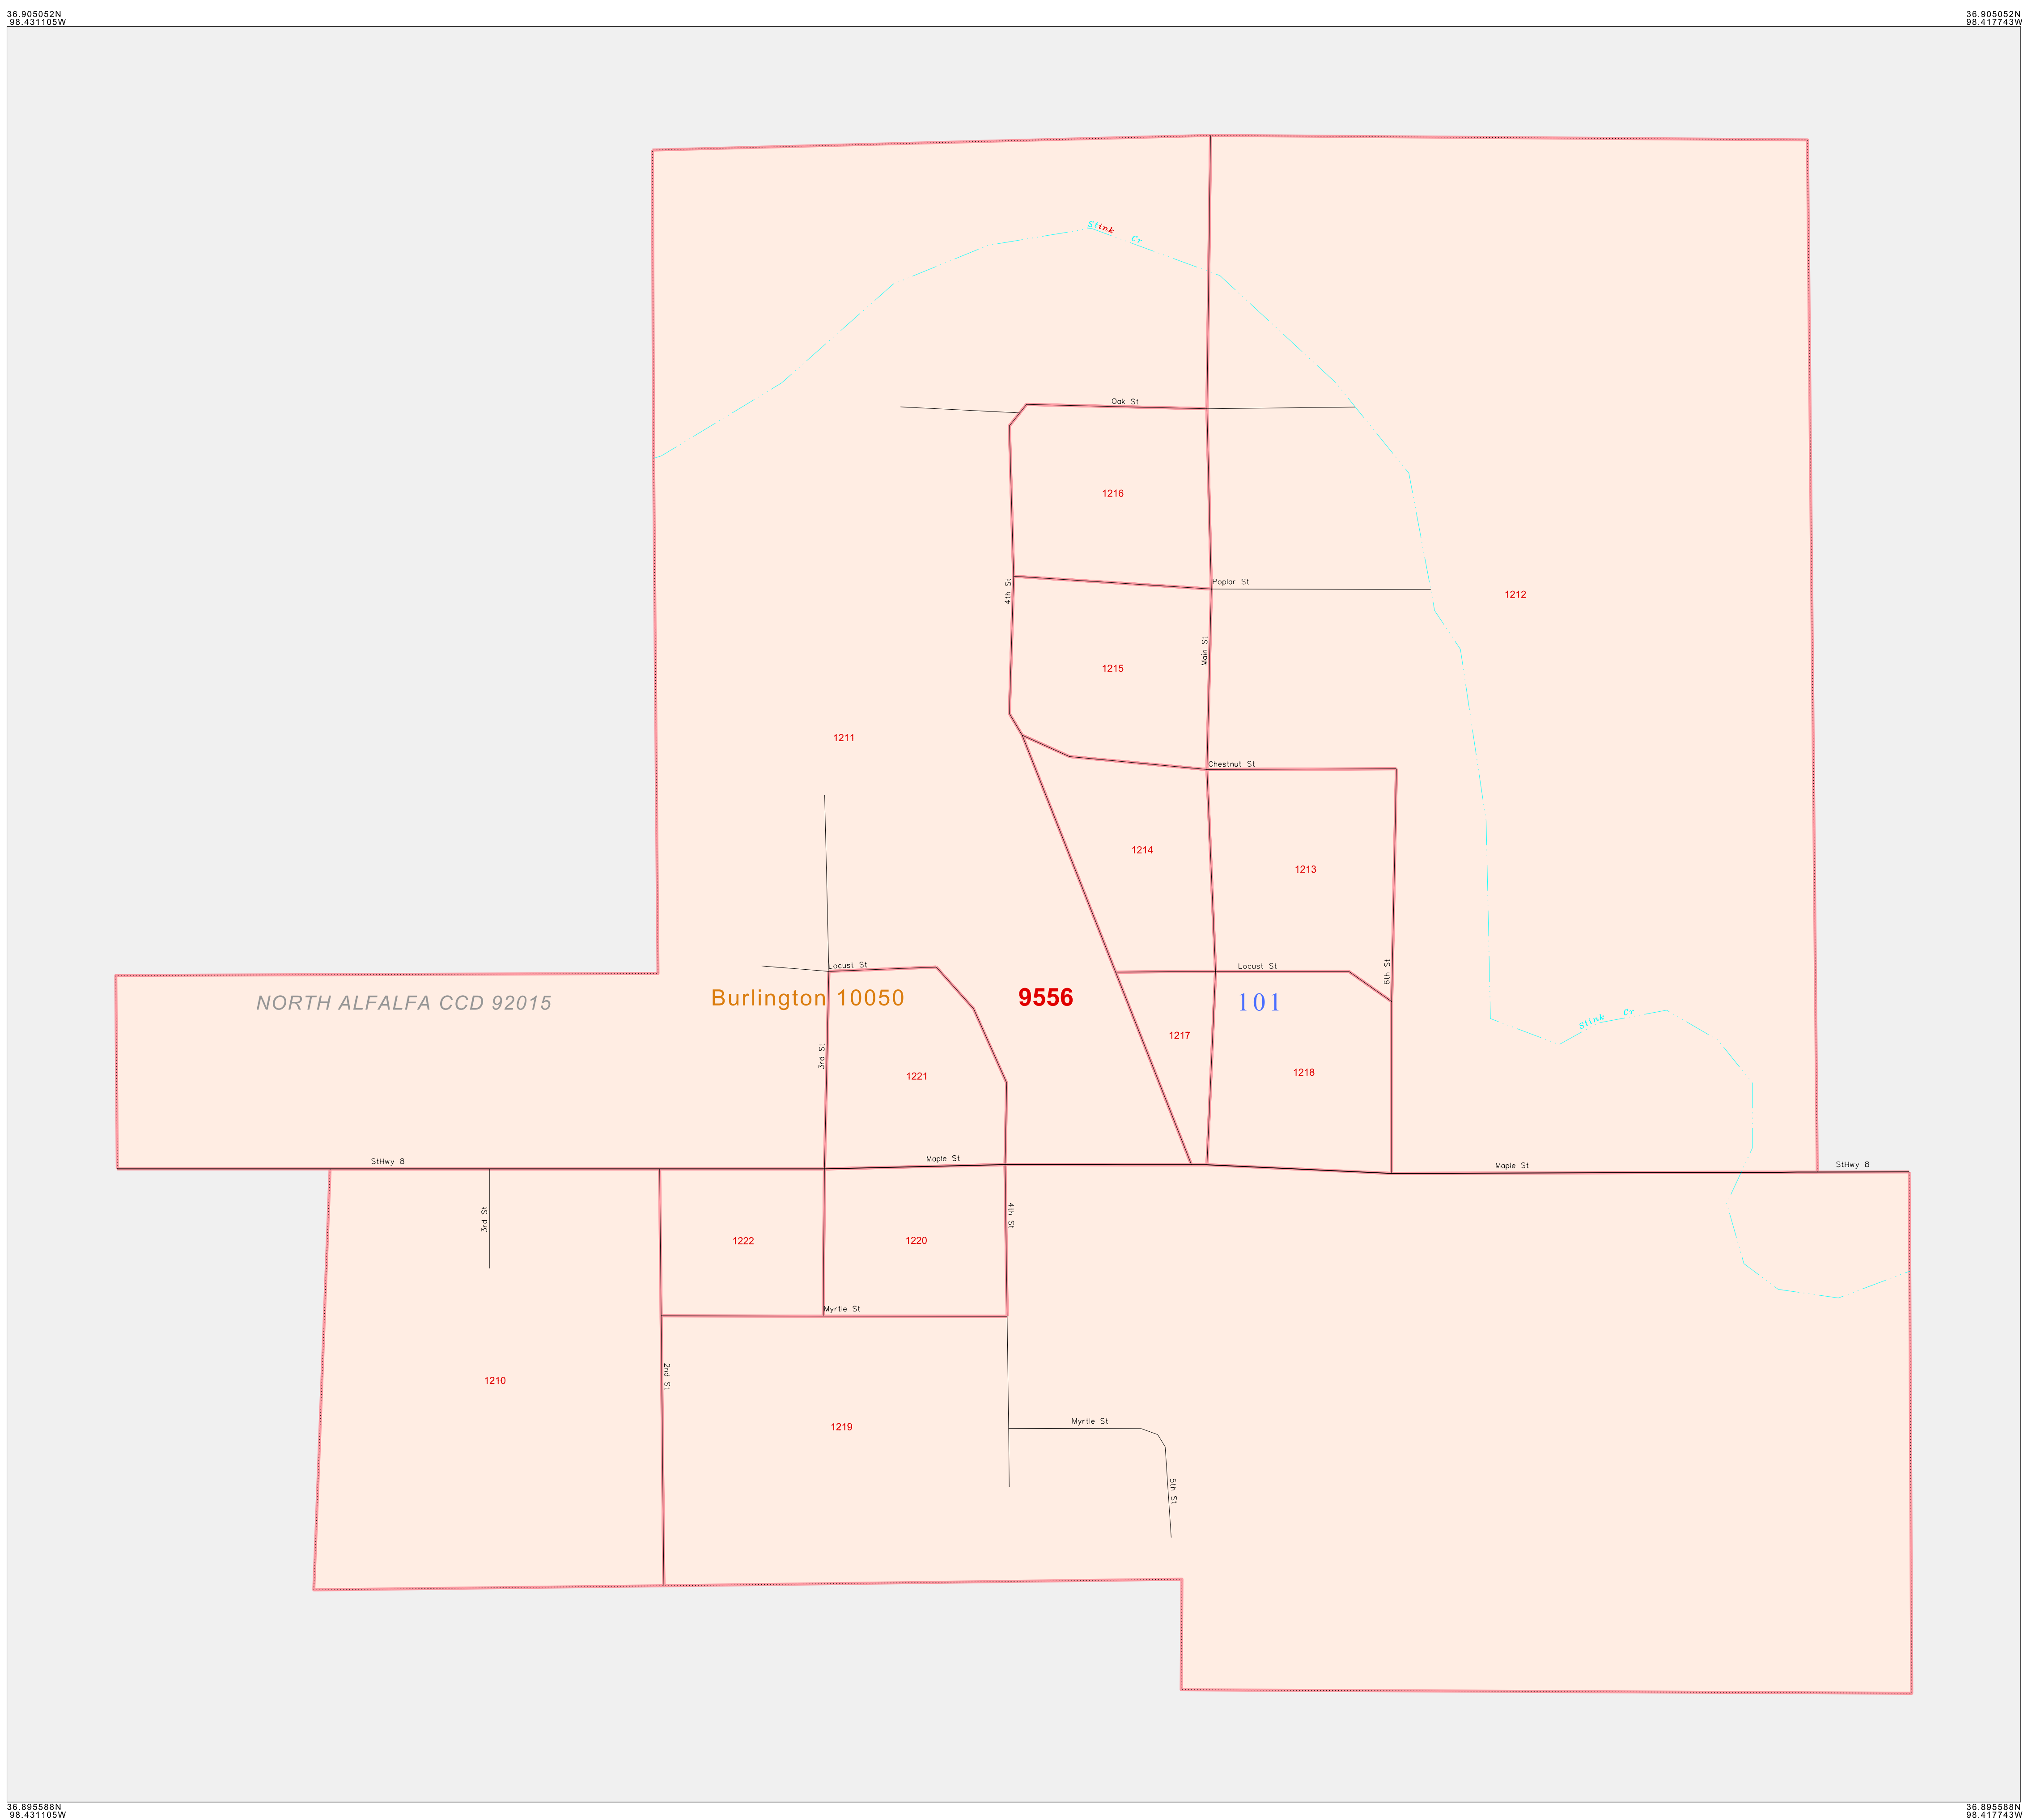 36.905052N
98.431105W
36.905052N
98.417743W
Stink Cr
Oak St
1216
4th St
Poplar St
1212
Main St
1215
1211
Chestnut St
1214
1213
Locust St
Locust St
6th St
NORTH ALFALFA CCD 92015
Burlington 10050
9556
101
Stink Cr
1217
3rd St
1221
1218
StHwy 8
Maple St
Maple St
StHwy 8
3rd St
4th St
1222
1220
Myrtle St
2nd St
1210
1219
Myrtle St
5th St
36.895588N
98.431105W
36.895588N
98.417743W